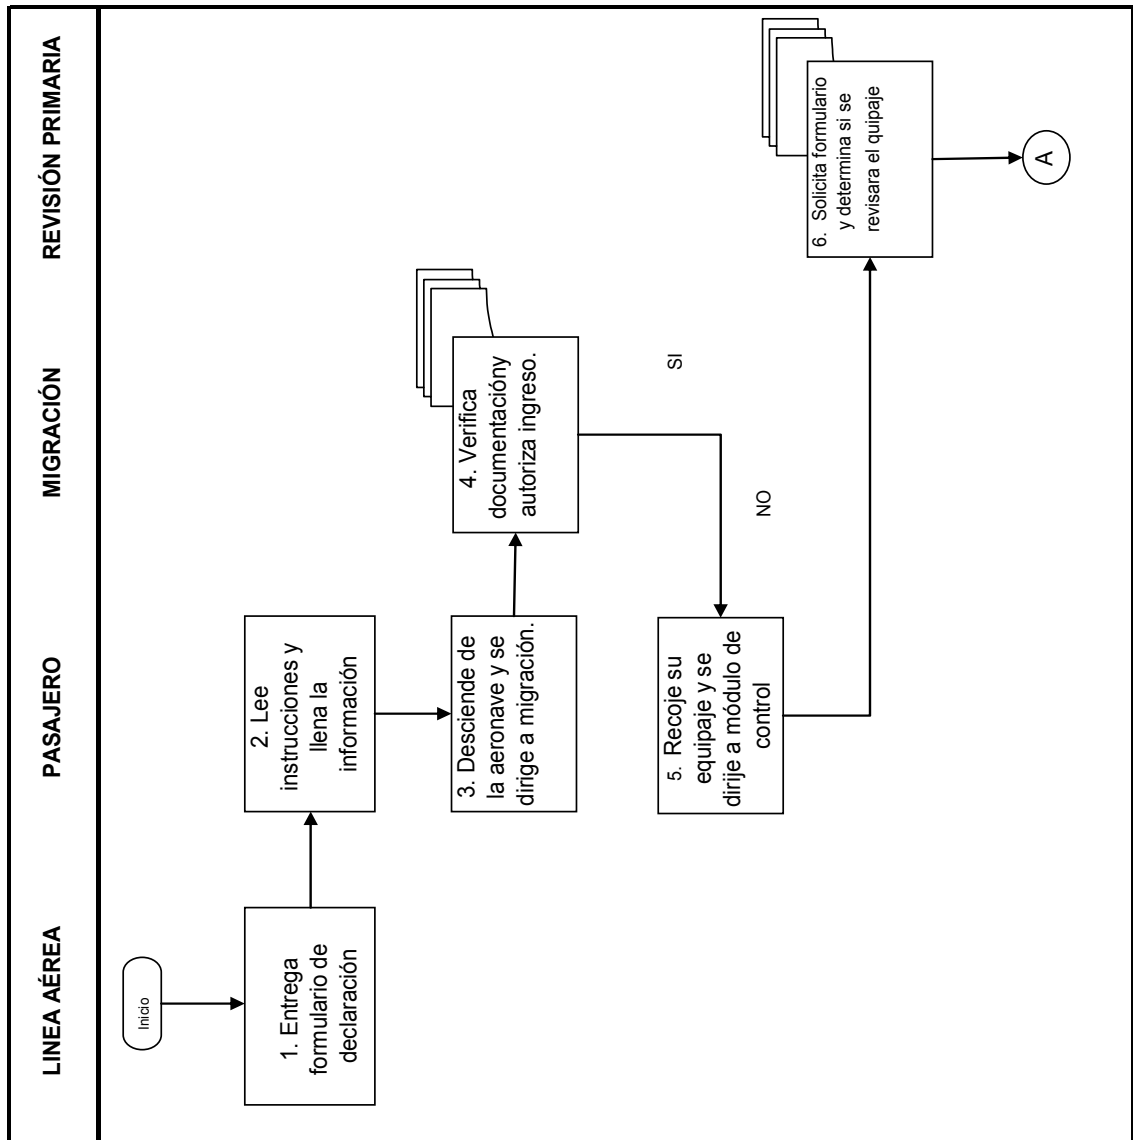 LINEA AÉREA
PASAJERO
MIGRACIÓN
REVISIÓN PRIMARIA
Inicio
1. Entrega
formulario de
declaración
2. Lee
instrucciones y
llena la
información
3. Desciende de
la aeronave y se
dirige a migración.
4. Verifica
documentacióny
autoriza ingreso.
SI
NO
5. Recoje su
equipaje y se
dirije a módulo de
control
6. Solicita formulario
y determina si se
revisara el quipaje
A